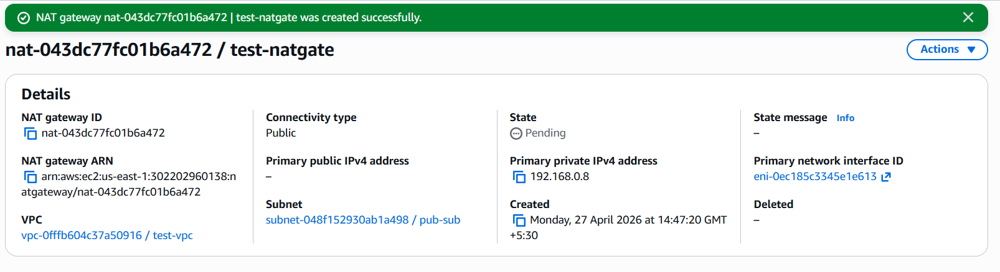 NAT gateway nat-043dc77fc01b6a472 | test-natgate was created successfully.
nat-043dc77fc01b6a472 / test-natgate
Actions
Details
NAT gateway ID
nat-043dc77fc01b6a472
NAT gateway ARN
arn:aws:ec2:us-east-1:302202960138:n
atgateway/nat-043dc77fc01b6a472
VPC
vpc-0fffb604c37a50916 / test-vpc
Connectivity type
Public
Primary public IPv4 address
–
Subnet
subnet-048f152930ab1a498 / pub-sub
State
Pending
Primary private IPv4 address
192.168.0.8
Created
Monday, 27 April 2026 at 14:47:20 GMT
+5:30
State message Info
–
Primary network interface ID
eni-0ec185c3345e1e613
Deleted
–